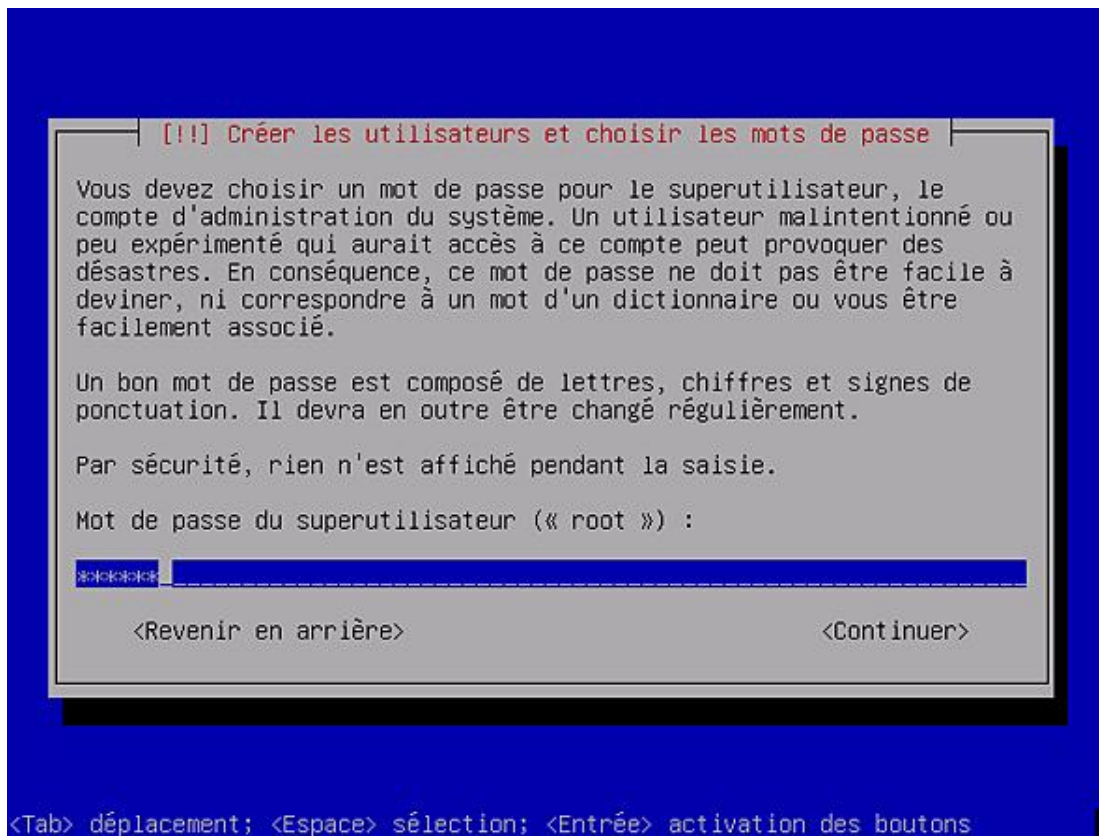 [!!] Créer les utilisateurs et choisir les mots de passe
Vous devez choisir un mot de passe pour le superutilisateur, le
compte d'administration du système. Un utilisateur malintentionné ou
peu expérimenté qui aurait accès à ce compte peut provoquer des
désastres. En conséquence, ce mot de passe ne doit pas être facile à
deviner, ni correspondre à un mot d'un dictionnaire ou vous être
facilement associé.
Un bon mot de passe est composé de lettres, chiffres et signes de
ponctuation. Il devra en outre être changé régulièrement.
Par sécurité, rien n'est affiché pendant la saisie.
Mot de passe du superutilisateur (« root ») :
******
<Revenir en arrière> <Continuer>
<Tab> déplacement; <Espace> sélection; <Entrée> activation des boutons